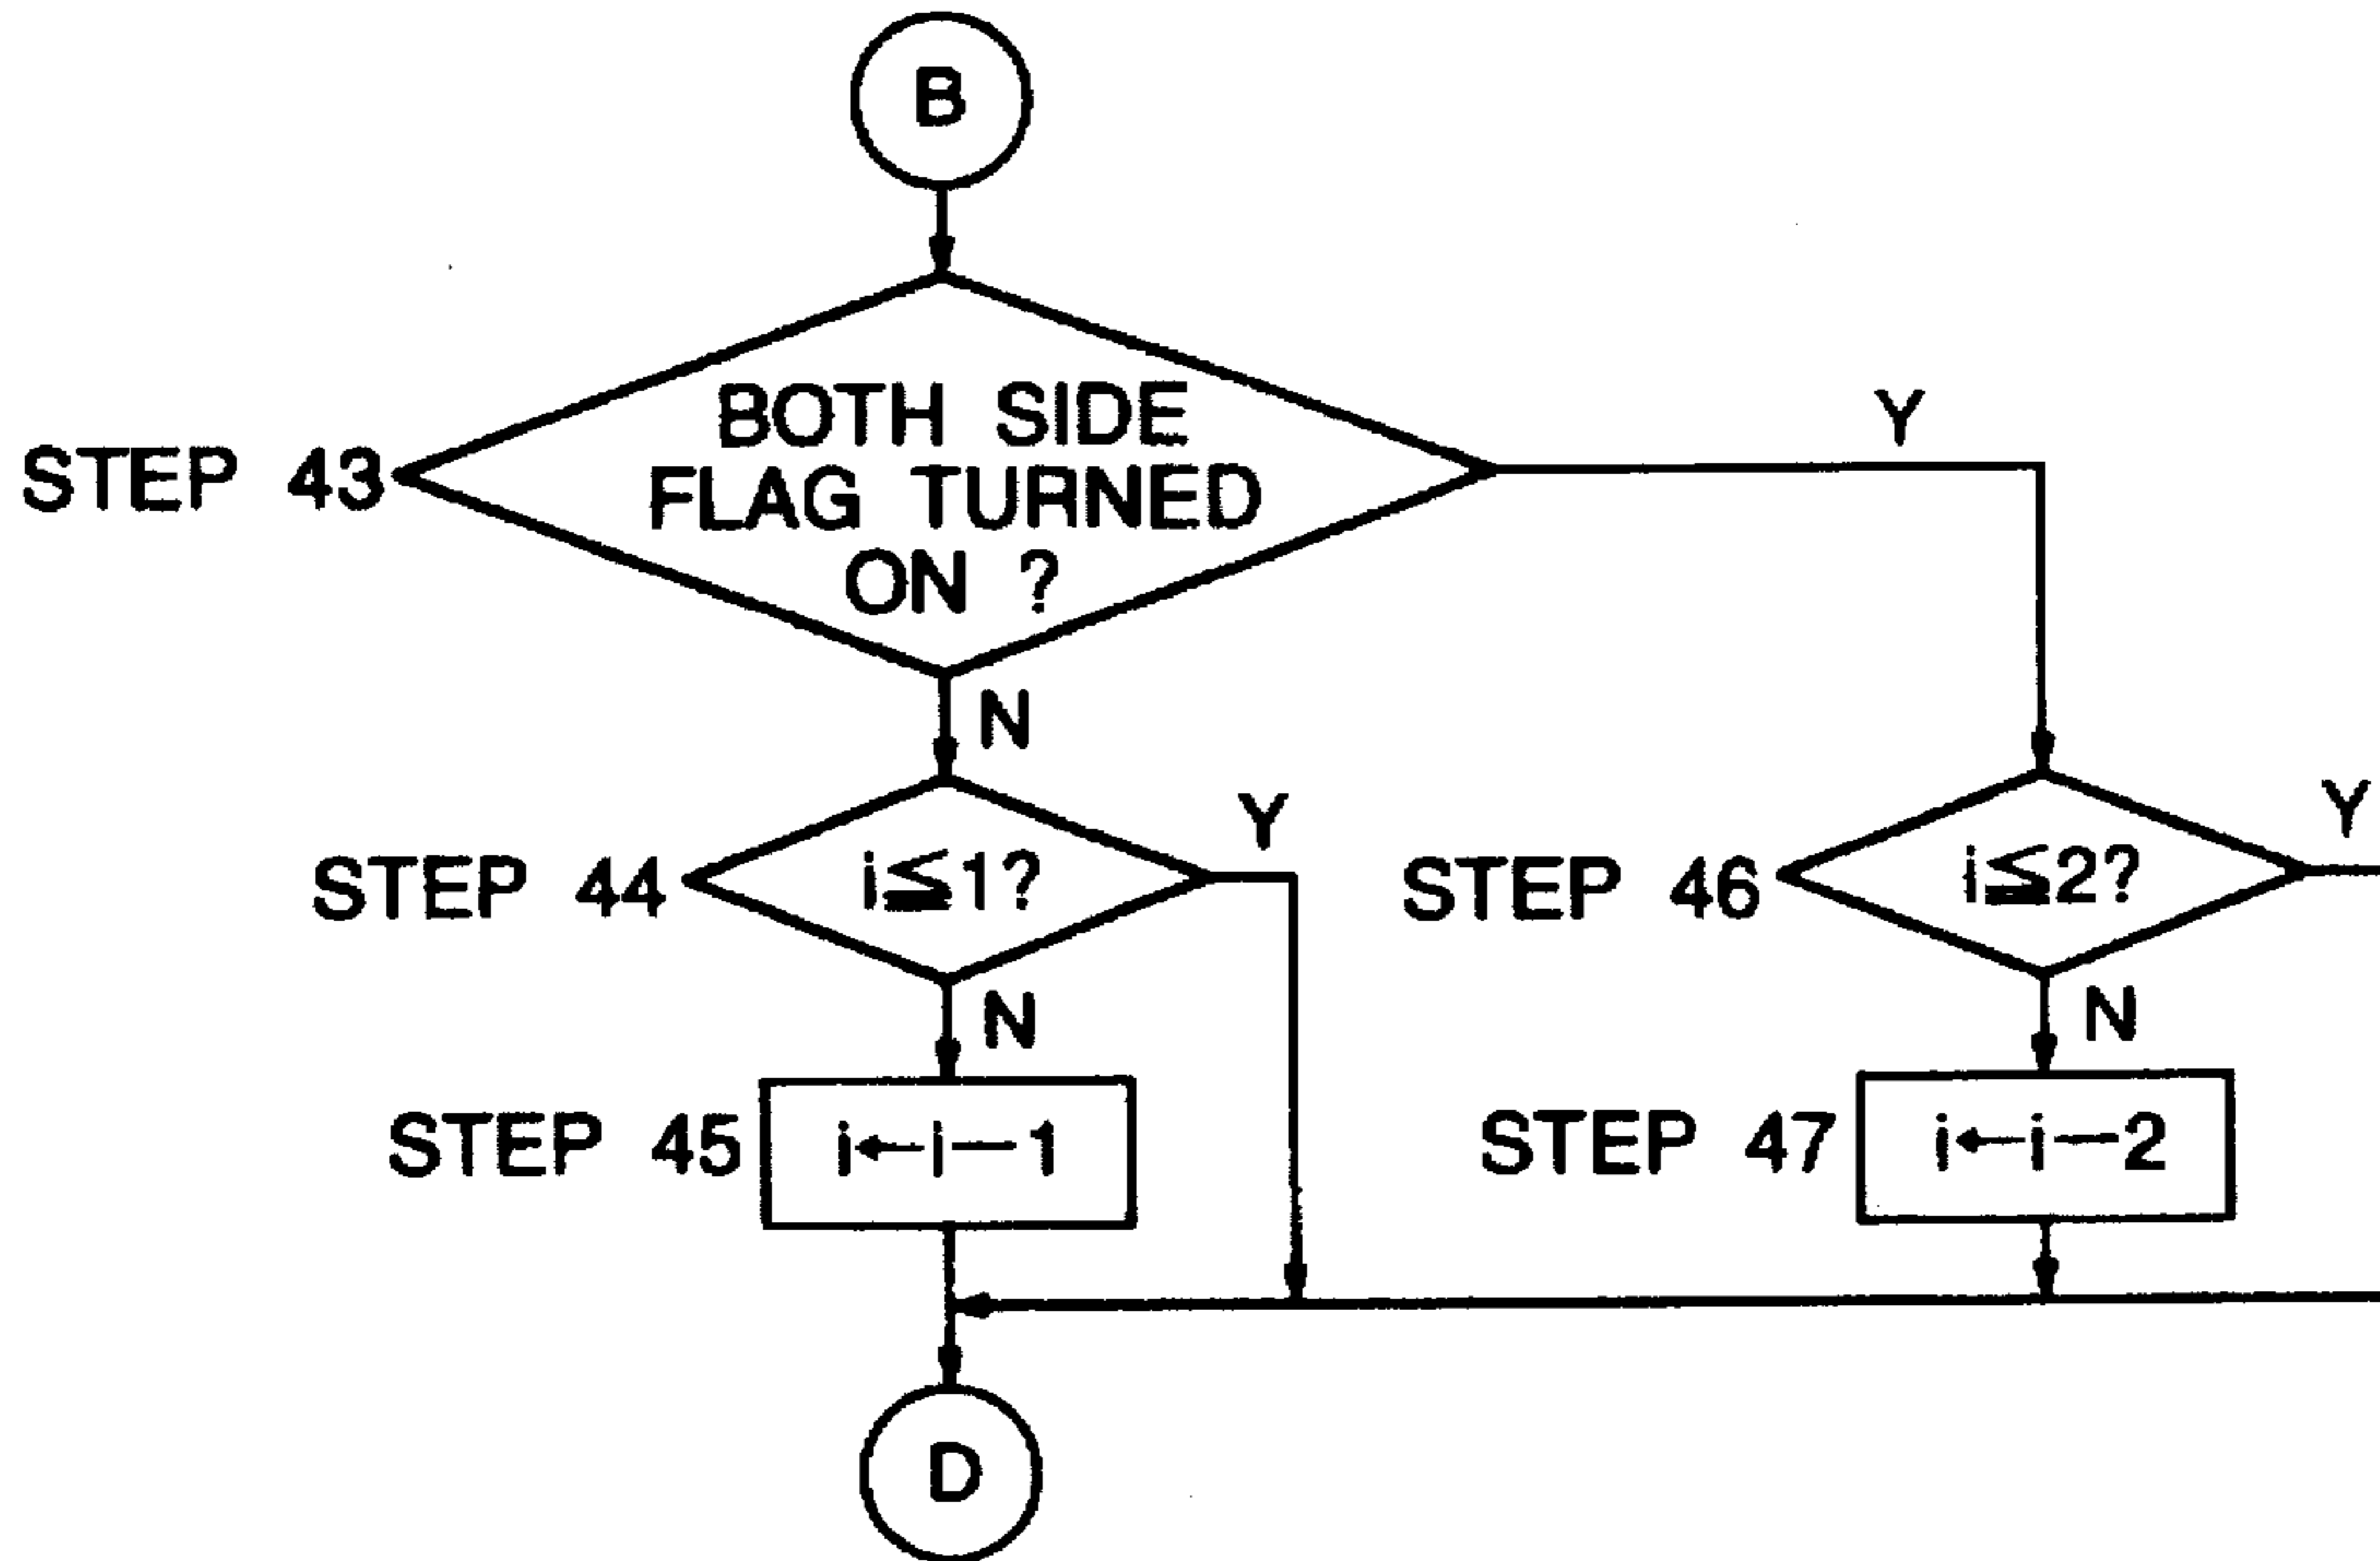 B
BOTH SIDE
FLAG TURNED
ON ?
STEP 43
Y
N
STEP 44
i≦1?
Y
STEP 46
i≦2?
Y
N
N
STEP 45
i←i−1
STEP 47
i←i−2
D